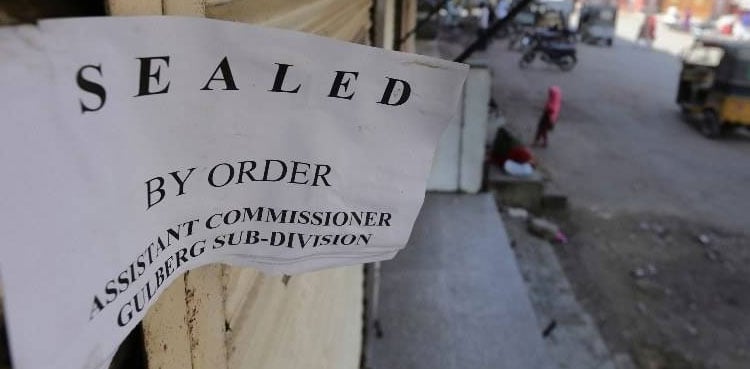 SEALED
BY ORDER
ASSISTANT COMMISSIONER
GULBERG SUB-DIVISION